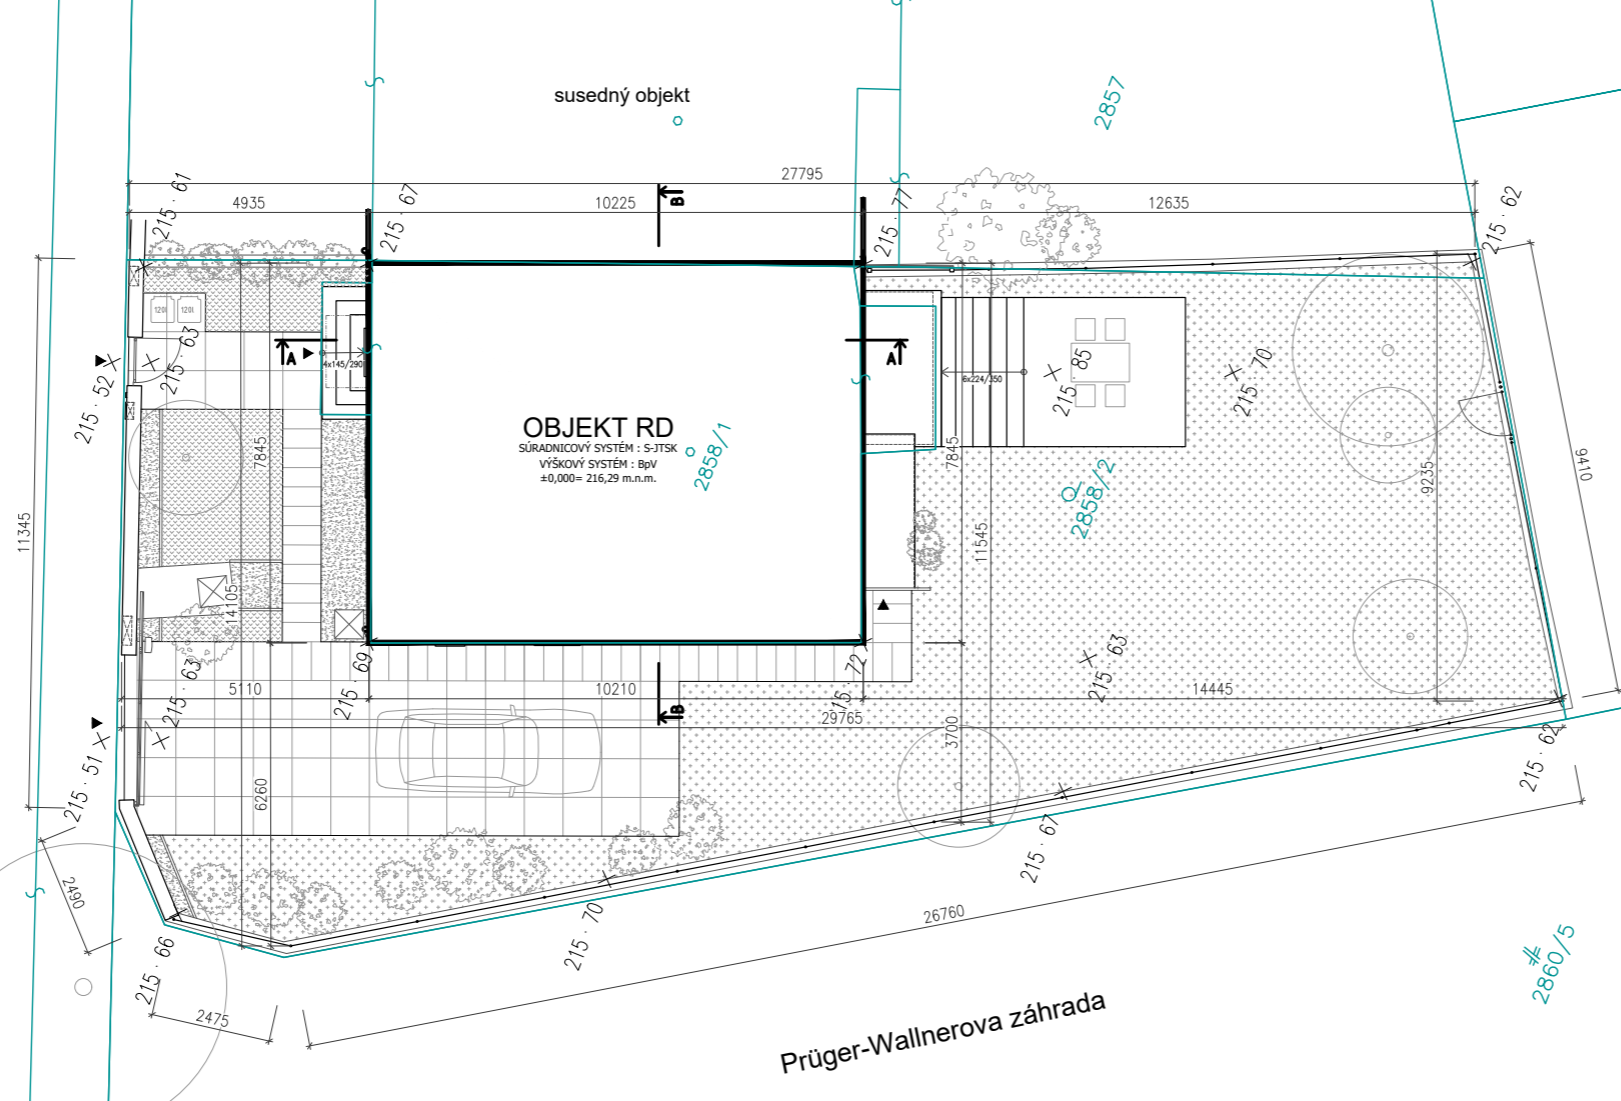 susedný objekt
2857
27795
215 · 61
4935
215 · 67
10225
B
215 · 77
12635
215 · 62
120l
120l
215 · 63
A
4x145/290
A
6x224/350
215 · 85
215 · 70
215 · 52
OBJEKT RD
SÚRADNICOVÝ SYSTÉM : S-JTSK
VÝŠKOVÝ SYSTÉM : BpV
±0,000= 216,29 m.n.m.
2858/1
7845
7845
9235
9410
2858/2
11345
11545
14105
215 · 63
215 · 69
5110
10210
B
215 · 72
29765
215 · 63
14445
215 · 51
6260
3700
215 · 62
2490
215 · 67
215 · 70
26760
215 · 66
2475
2860/5
Prüger-Wallnerova záhrada